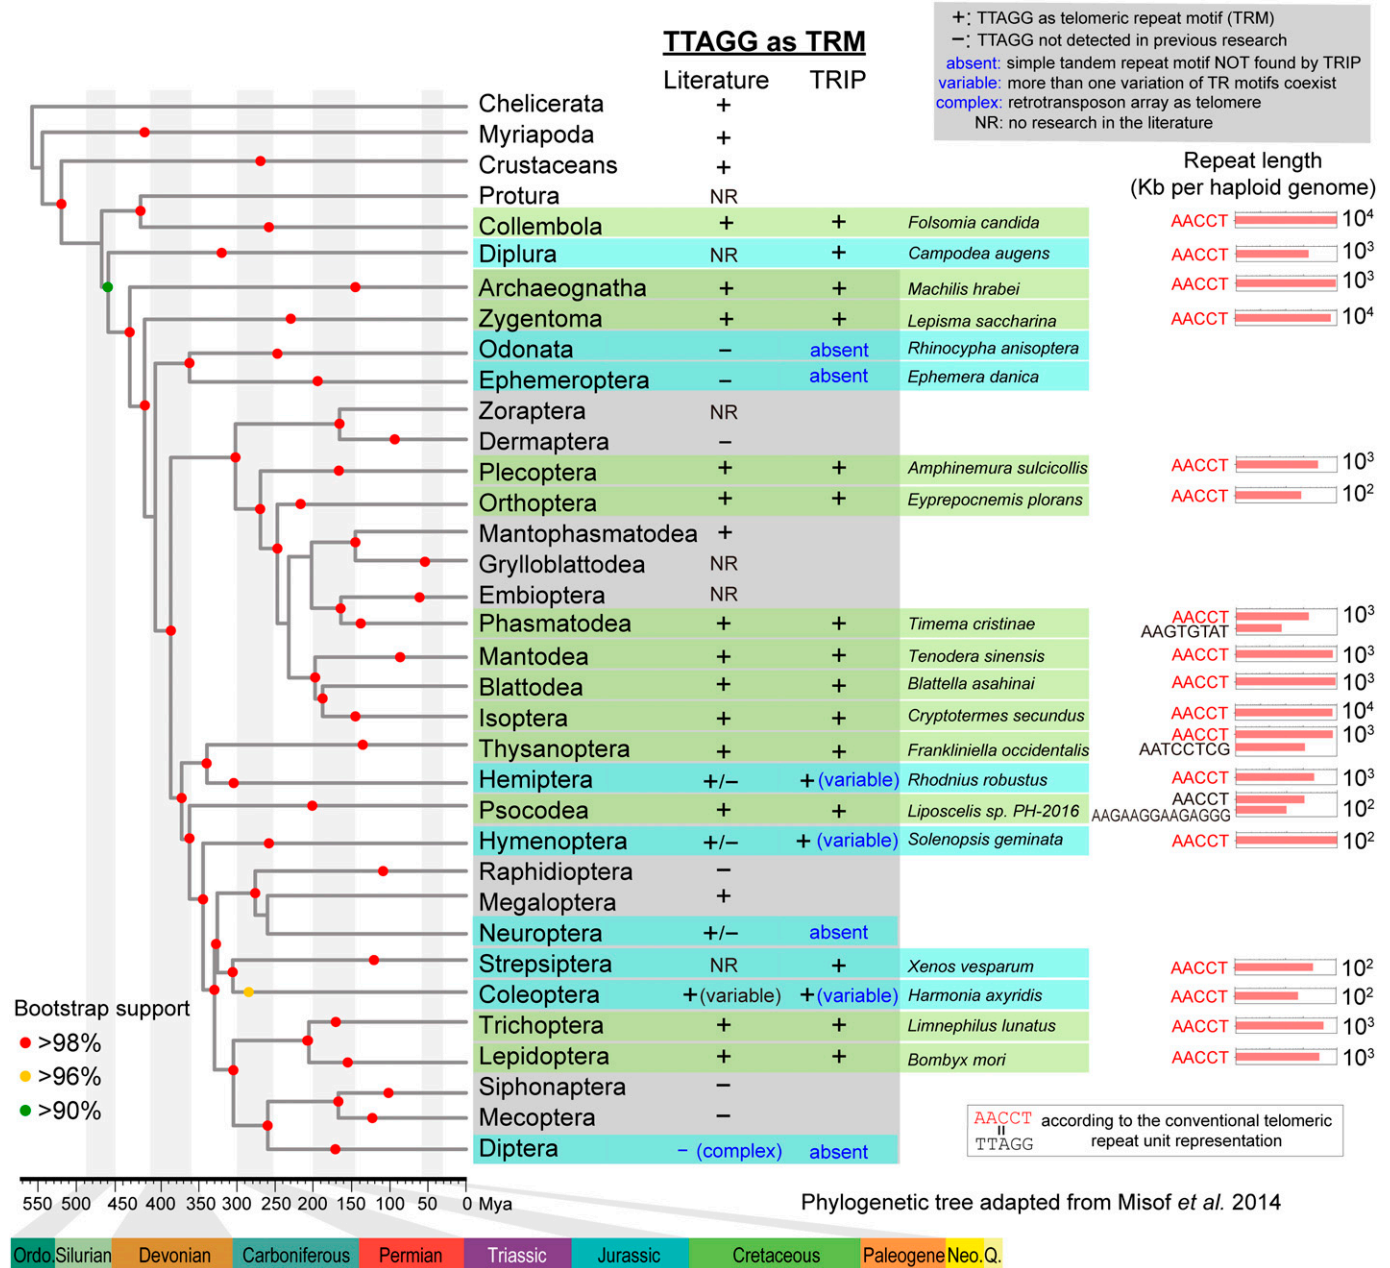 TTAGG as TRM
Literature TRIP
+: TTAGG as telomeric repeat motif (TRM)
–: TTAGG not detected in previous research
absent: simple tandem repeat motif NOT found by TRIP
variable: more than one variation of TR motifs coexist
complex: retrotransposon array as telomere
NR: no research in the literature
Repeat length
(Kb per haploid genome)
Chelicerata +
Myriapoda +
Crustaceans +
Protura NR
Collembola + + Folsomia candida AACCT 10⁴
Diplura NR + Campodea augens AACCT 10³
Archaeognatha + + Machilis hrabei AACCT 10³
Zygentoma + + Lepisma saccharina AACCT 10⁴
Odonata – absent Rhinocypha anisoptera
Ephemeroptera – absent Ephemera danica
Zoraptera NR
Dermaptera –
Plecoptera + + Amphinemura sulcicollis AACCT 10³
Orthoptera + + Eyprepocnemis plorans AACCT 10²
Mantophasmatodea +
Grylloblattodea NR
Embioptera NR
Phasmatodea + + Timema cristinae AACCT 10³
AAGTGTAT
Mantodea + + Tenodera sinensis AACCT 10³
Blattodea + + Blattella asahinai AACCT 10³
Isoptera + + Cryptotermes secundus AACCT 10⁴
Thysanoptera + + Frankliniella occidentalis AACCT 10³
AATCCTCG
Hemiptera +/– + (variable) Rhodnius robustus AACCT 10³
Psocodea + + Liposcelis sp. PH-2016 AACCT 10²
AAGAAGGAAGAGGG
Hymenoptera +/– + (variable) Solenopsis geminata AACCT 10²
Raphidioptera –
Megaloptera +
Neuroptera +/– absent
Strepsiptera NR + Xenos vesparum AACCT 10²
Coleoptera +(variable) +(variable) Harmonia axyridis AACCT 10²
Trichoptera + + Limnephilus lunatus AACCT 10³
Lepidoptera + + Bombyx mori AACCT 10³
Siphonaptera –
Mecoptera –
Diptera – (complex) absent
Bootstrap support
>98%
>96%
>90%
AACCT according to the conventional telomeric
TTAGG repeat unit representation
550 500 450 400 350 300 250 200 150 100 50 0 Mya
Phylogenetic tree adapted from Misof et al. 2014
Ordo. Silurian Devonian Carboniferous Permian Triassic Jurassic Cretaceous Paleogene Neo. Q.